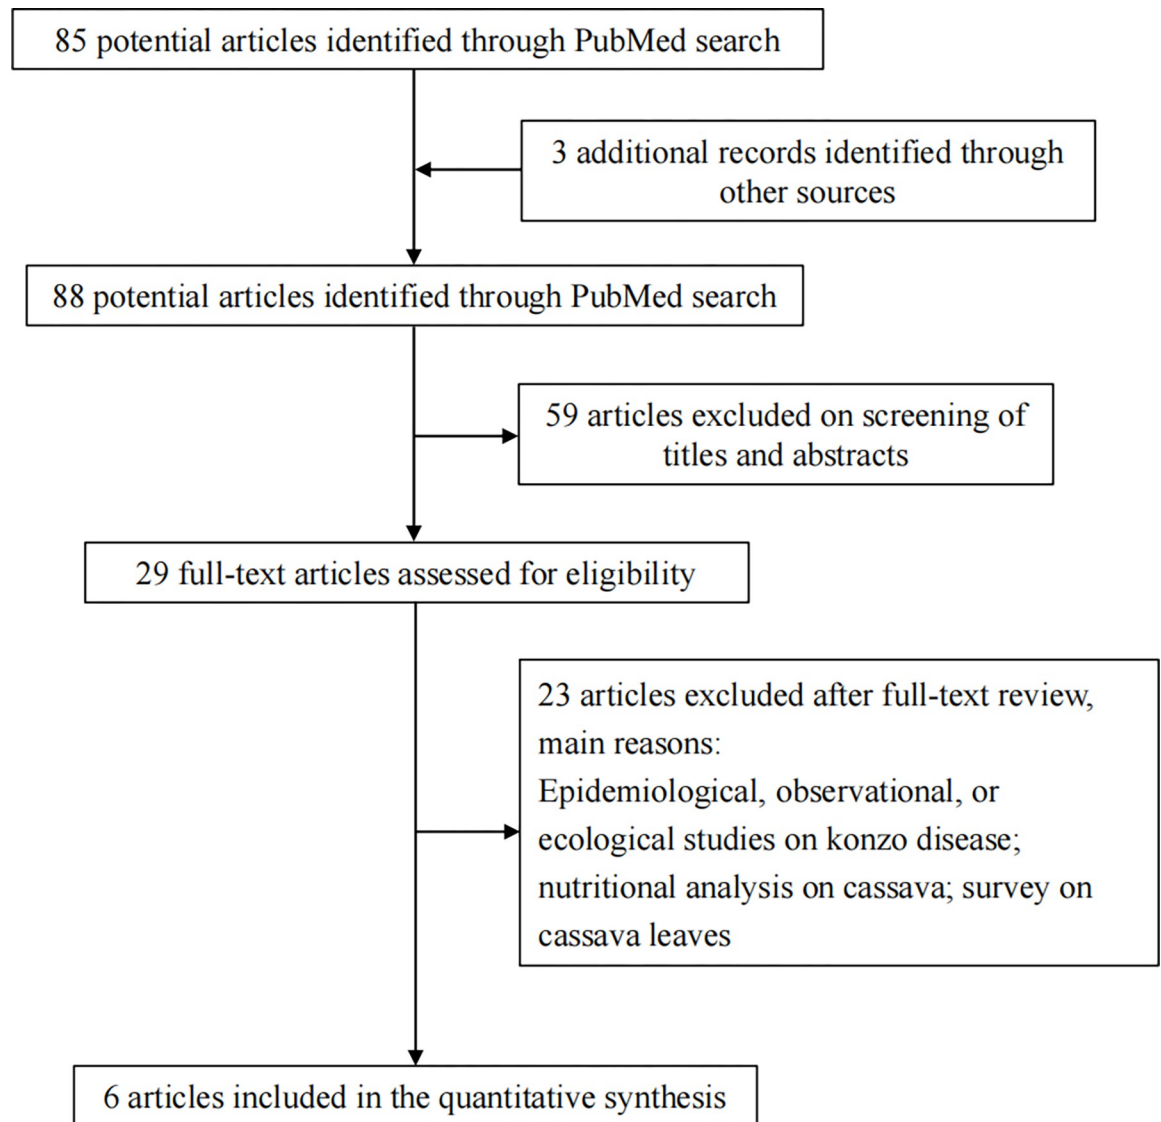 85 potential articles identified through PubMed search
3 additional records identified through
other sources
88 potential articles identified through PubMed search
59 articles excluded on screening of
titles and abstracts
29 full-text articles assessed for eligibility
23 articles excluded after full-text review,
main reasons:
Epidemiological, observational, or
ecological studies on konzo disease;
nutritional analysis on cassava; survey on
cassava leaves
6 articles included in the quantitative synthesis